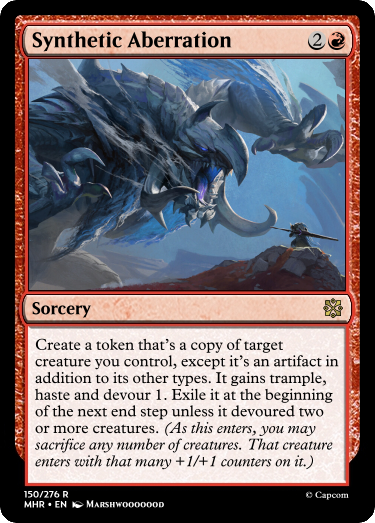 Synthetic Aberration 2
Sorcery
Create a token that's a copy of target
creature you control, except it's an artifact in
addition to its other types. It gains trample,
haste and devour 1. Exile it at the beginning
of the next end step unless it devoured two
or more creatures. (As this enters, you may
sacrifice any number of creatures. That creature
enters with that many +1/+1 counters on it.)
150/276 R
MHR • EN Marshwooooood © Capcom